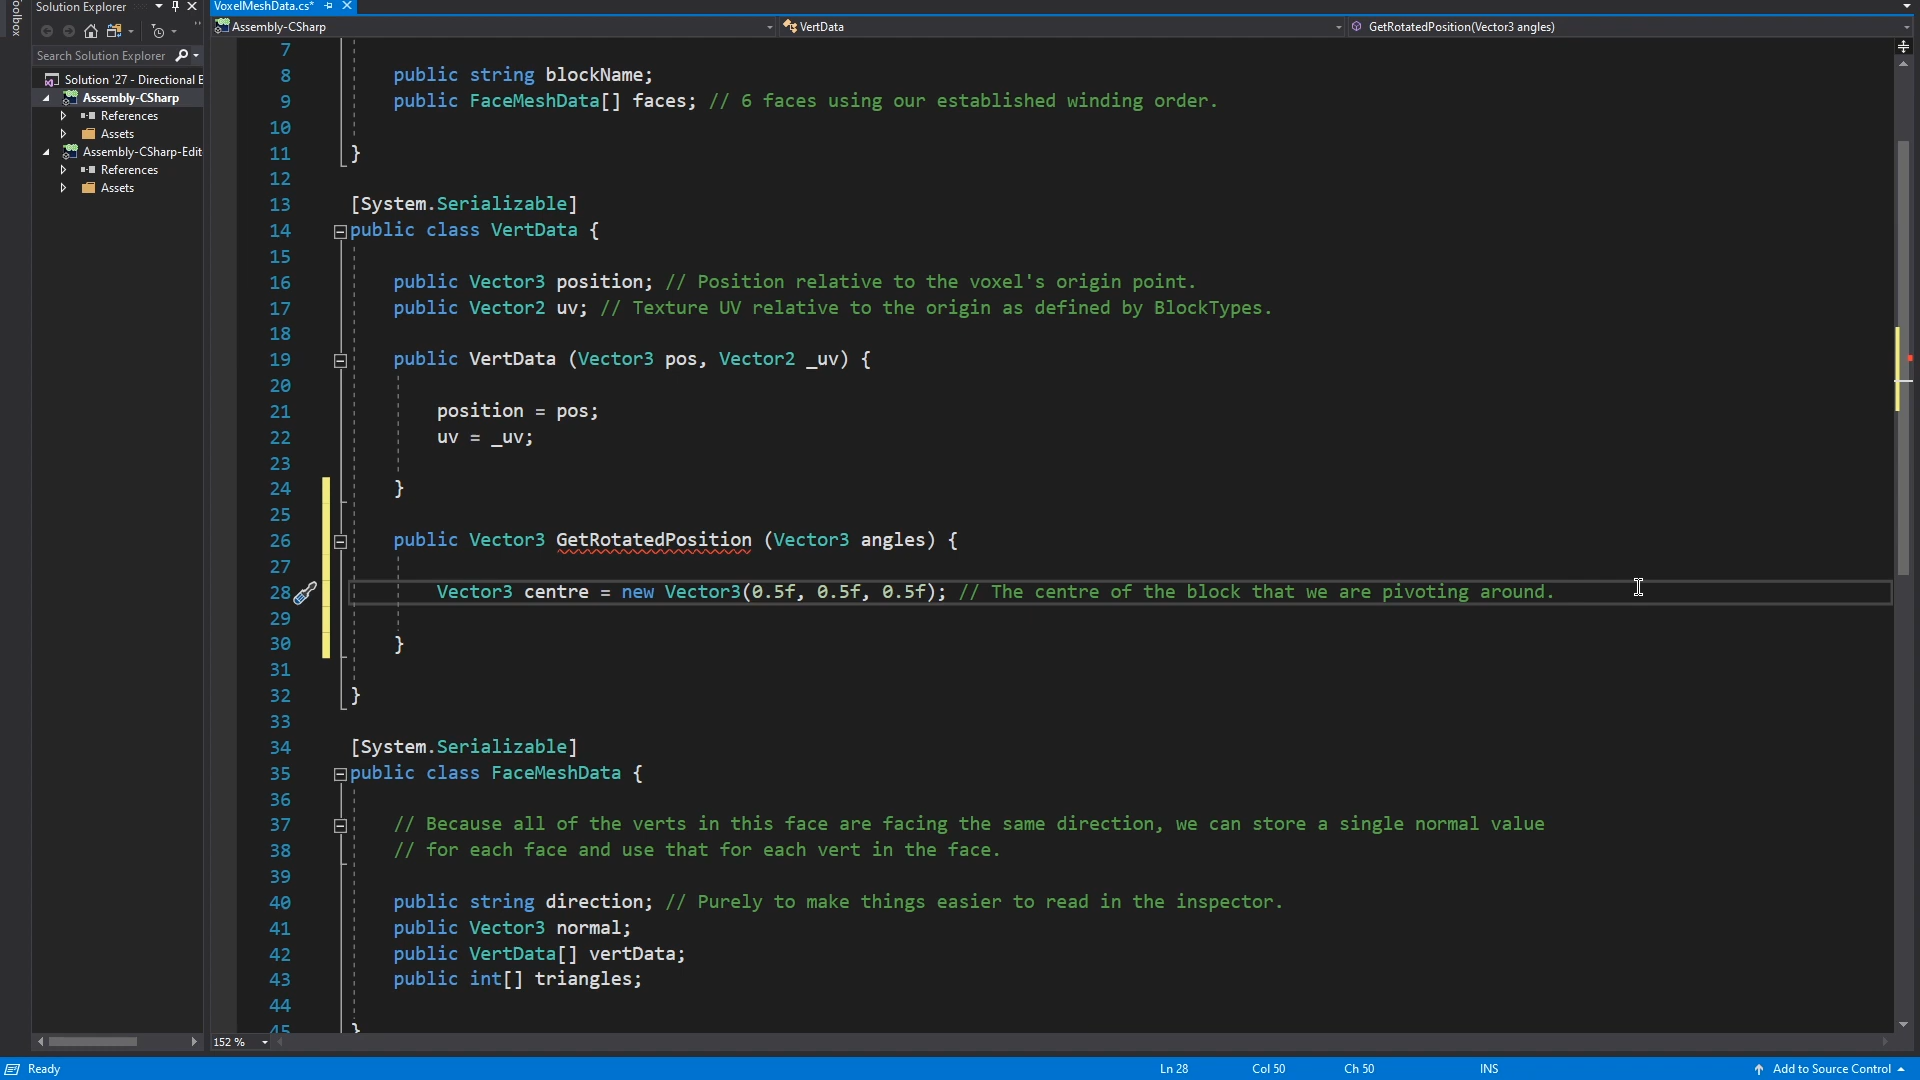 Toolbox
Solution Explorer
VoxelMeshData.cs*
Assembly-CSharp
VertData
GetRotatedPosition(Vector3 angles)
Search Solution Explorer
Solution '27 - Directional B
Assembly-CSharp
References
Assets
Assembly-CSharp-Edit
References
Assets
7
8 public string blockName;
9 public FaceMeshData[] faces; // 6 faces using our established winding order.
10
11 }
12
13 [System.Serializable]
14 public class VertData {
15
16 public Vector3 position; // Position relative to the voxel's origin point.
17 public Vector2 uv; // Texture UV relative to the origin as defined by BlockTypes.
18
19 public VertData (Vector3 pos, Vector2 _uv) {
20
21 position = pos;
22 uv = _uv;
23
24 }
25
26 public Vector3 GetRotatedPosition (Vector3 angles) {
27
28 Vector3 centre = new Vector3(0.5f, 0.5f, 0.5f); // The centre of the block that we are pivoting around.
29
30 }
31
32 }
33
34 [System.Serializable]
35 public class FaceMeshData {
36
37 // Because all of the verts in this face are facing the same direction, we can store a single normal value
38 // for each face and use that for each vert in the face.
39
40 public string direction; // Purely to make things easier to read in the inspector.
41 public Vector3 normal;
42 public VertData[] vertData;
43 public int[] triangles;
44
45 }
152 %
Ready
Ln 28
Col 50
Ch 50
INS
Add to Source Control